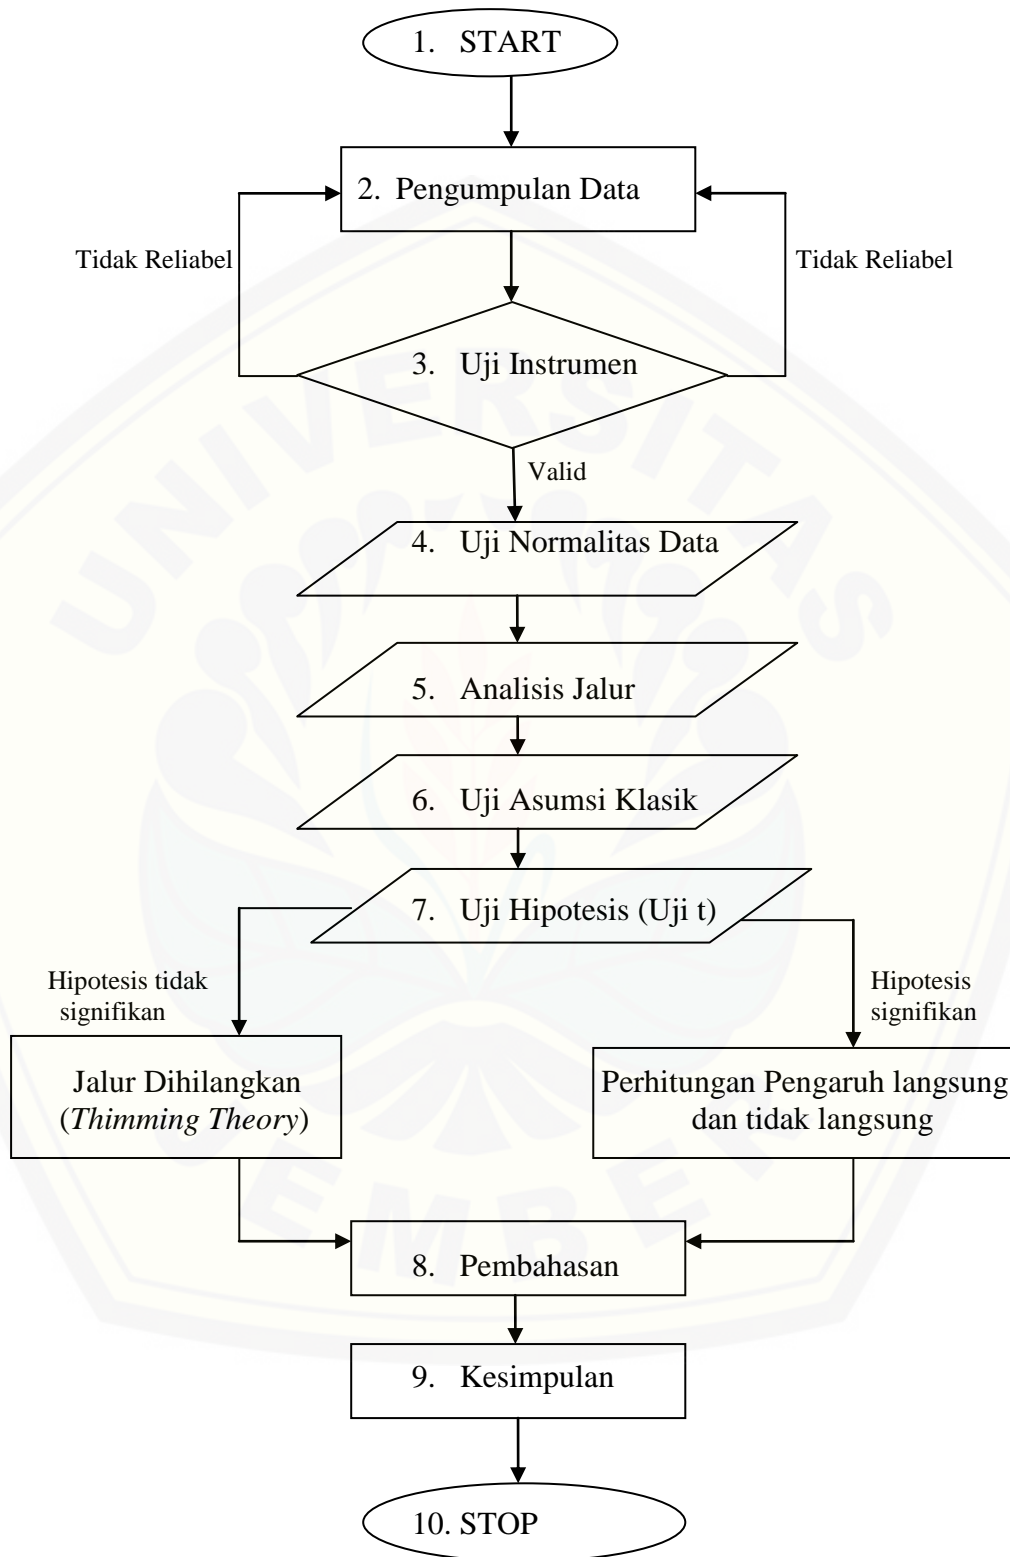 1. START
2. Pengumpulan Data
Tidak Reliabel
Tidak Reliabel
3. Uji Instrumen
Valid
4. Uji Normalitas Data
5. Analisis Jalur
6. Uji Asumsi Klasik
7. Uji Hipotesis (Uji t)
Hipotesis tidak
signifikan
Hipotesis
signifikan
Jalur Dihilangkan
(Thimming Theory)
Perhitungan Pengaruh langsung
dan tidak langsung
8. Pembahasan
9. Kesimpulan
10. STOP
UNIVERSITAS
JEMBER